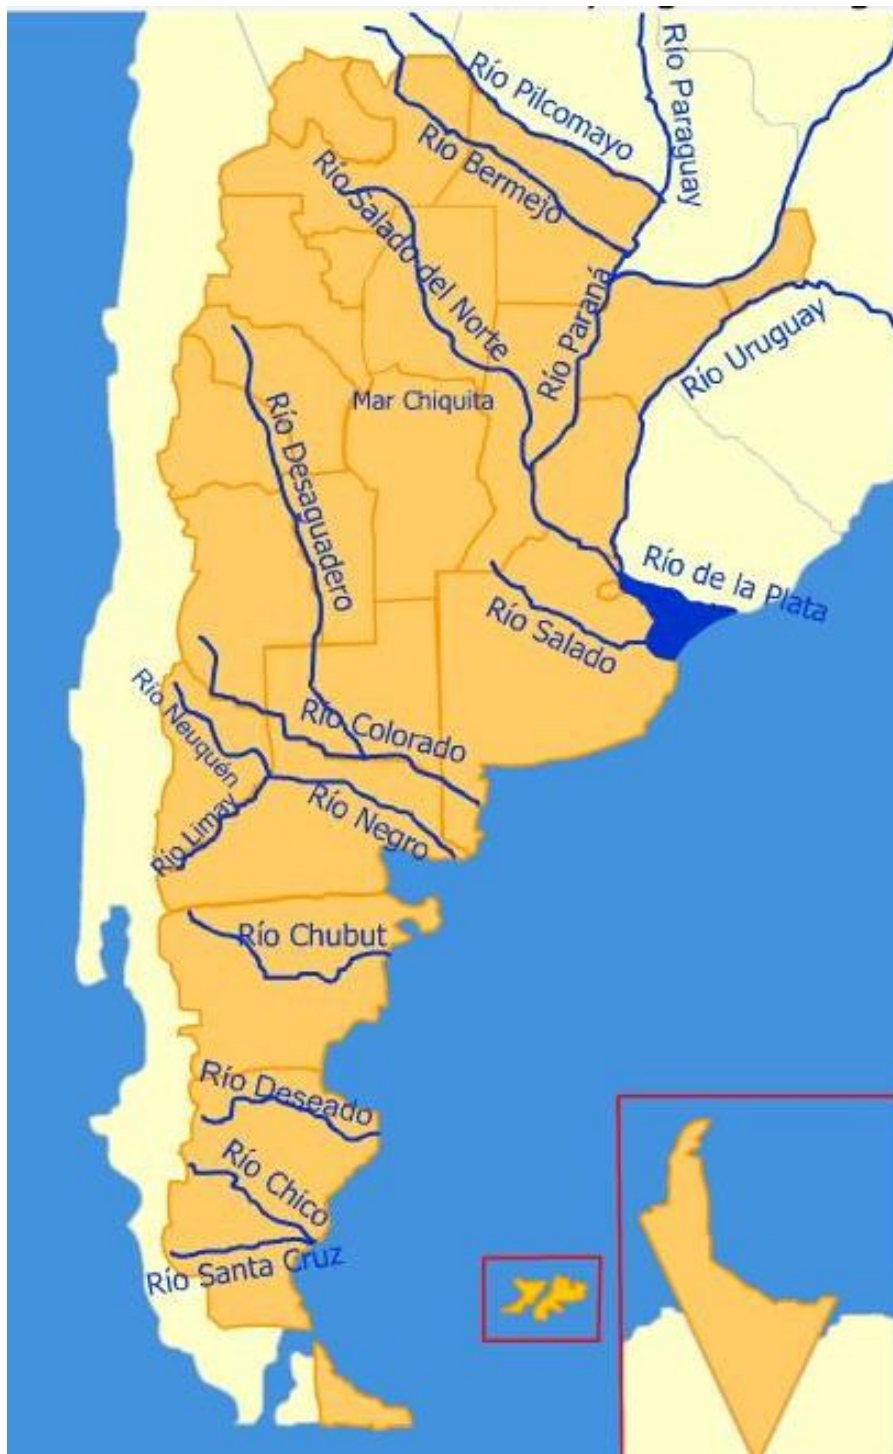 Río Pilcomayo
Río Paraguay
Río Bermejo
Río Salado del Norte
Río Paraná
Río Uruguay
Mar Chiquita
Río Desaguadero
Río de la Plata
Río Salado
Río Colorado
Río Neuquén
Río Limay
Río Negro
Río Chubut
Río Deseado
Río Chico
Río Santa Cruz